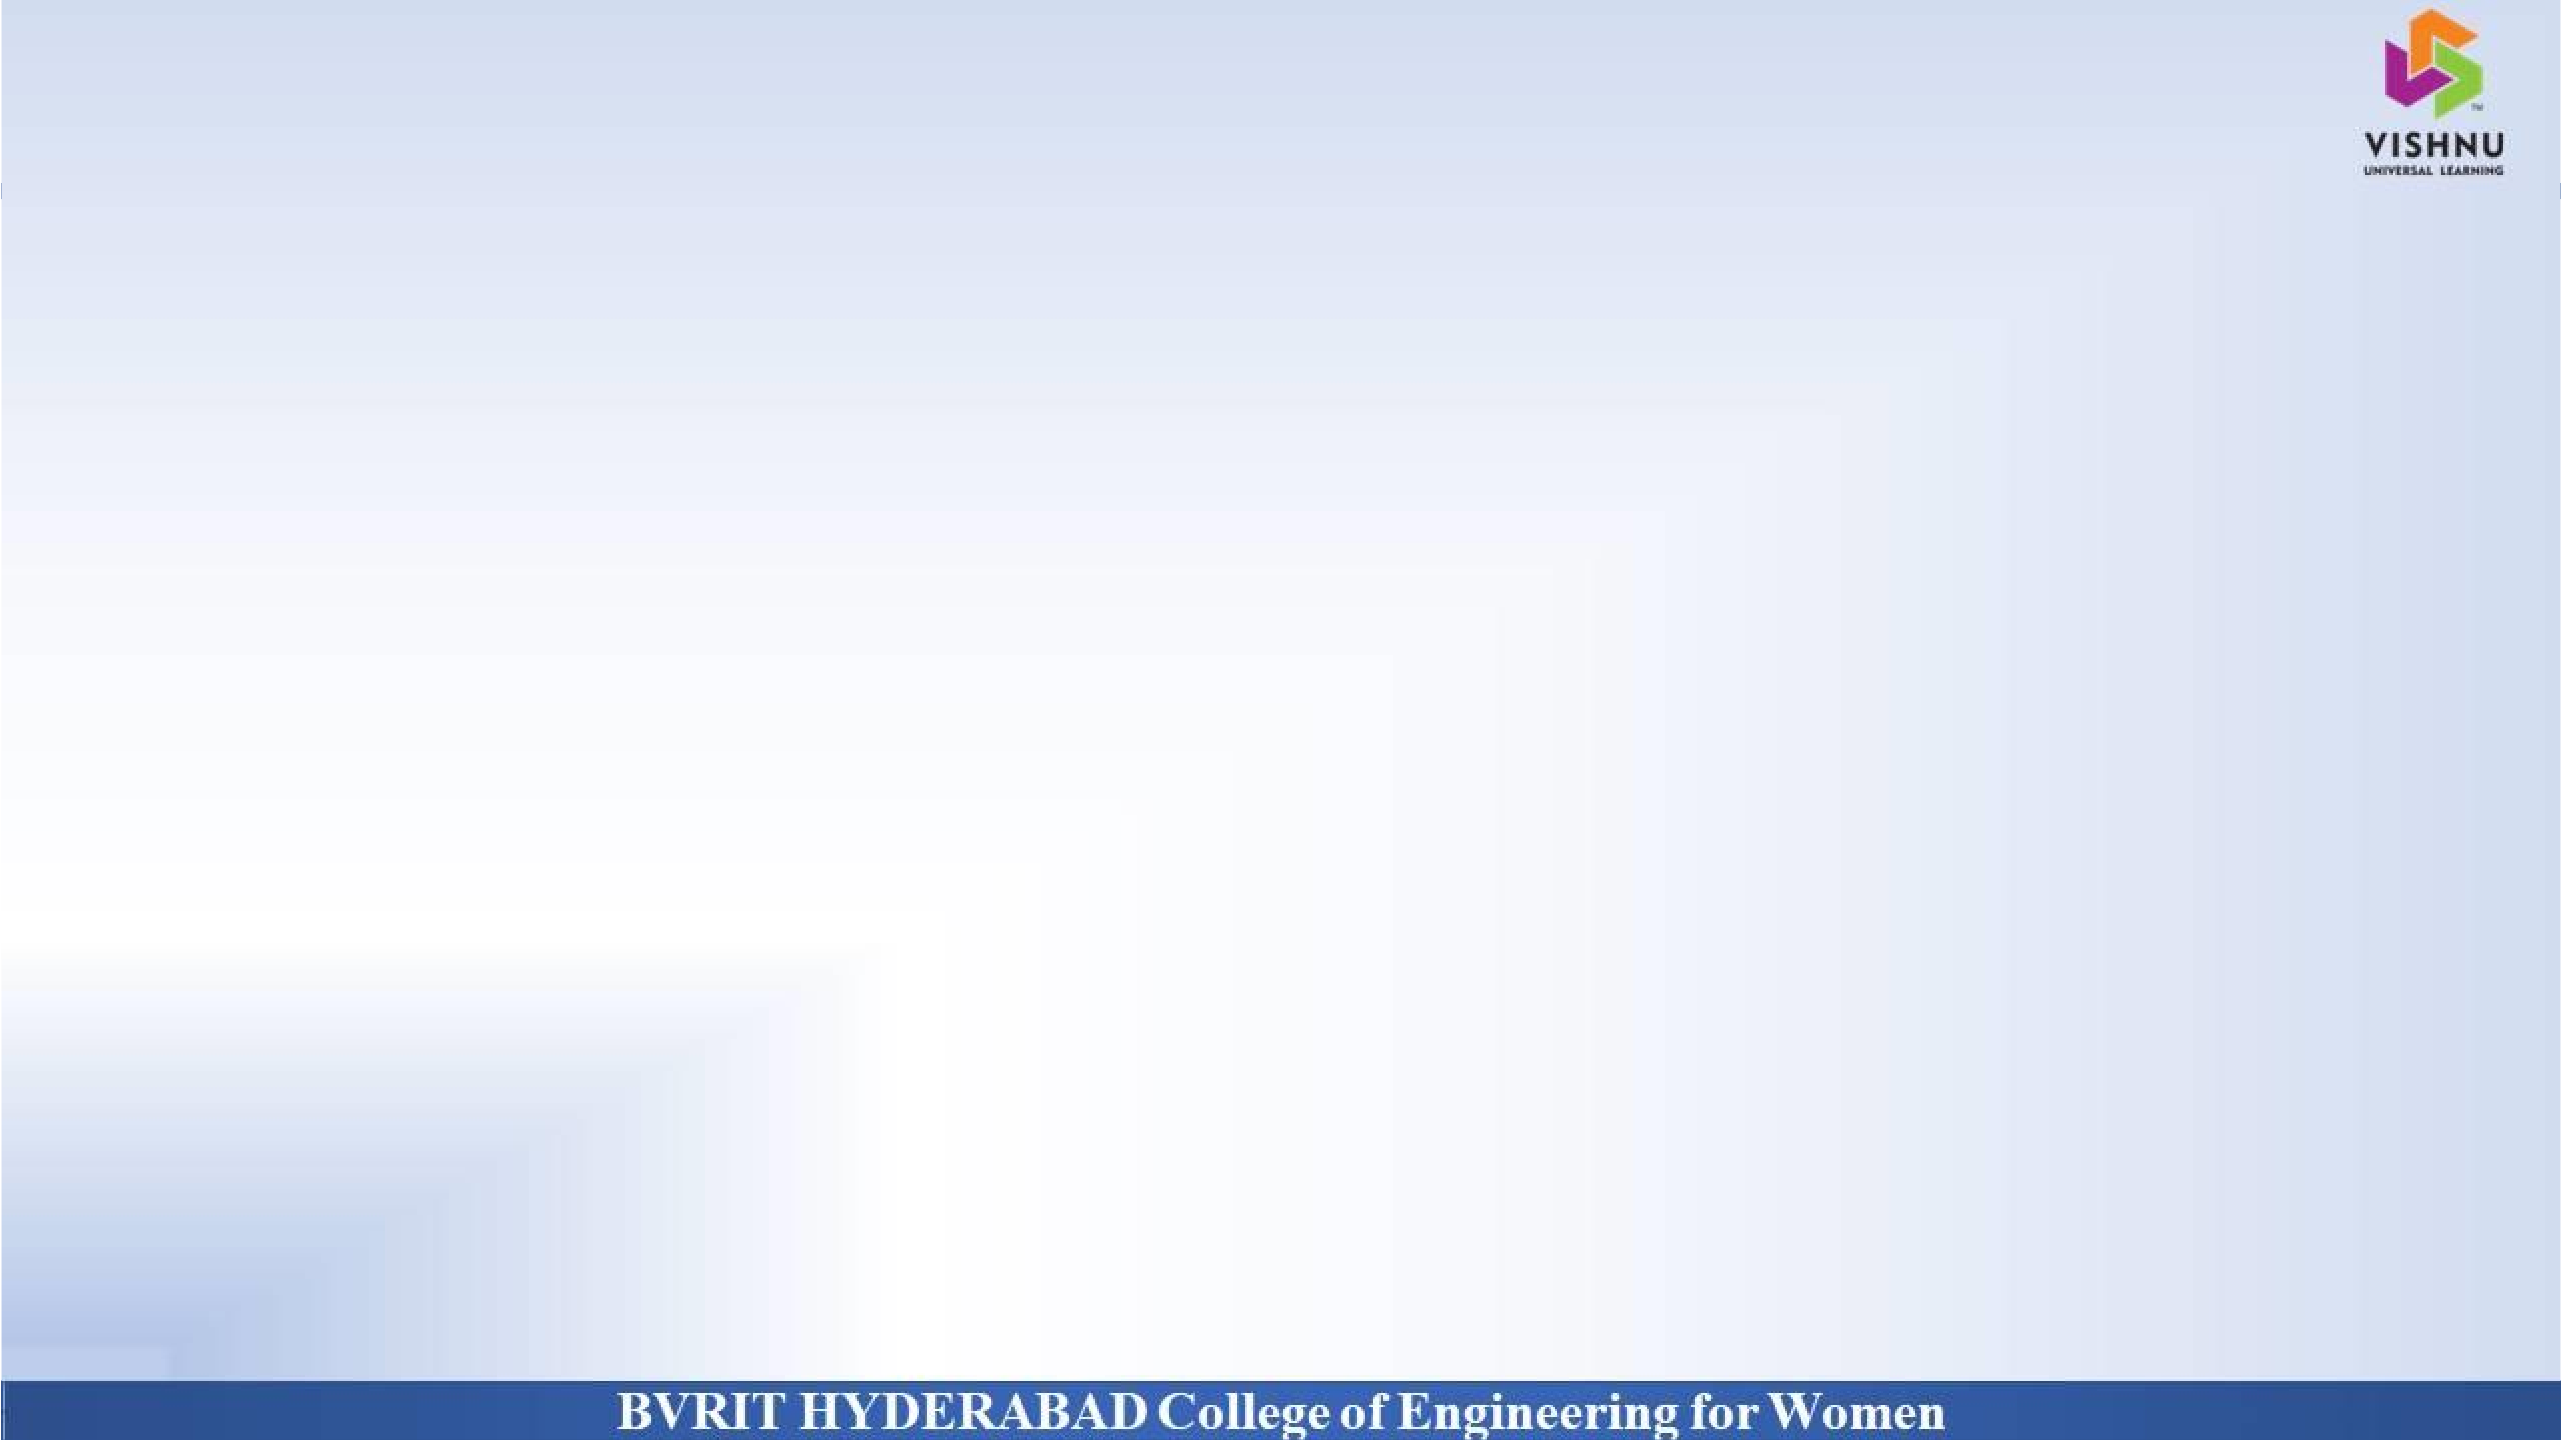 VISHNU
UNIVERSAL LEARNING
BVRIT HYDERABAD College of Engineering for Women